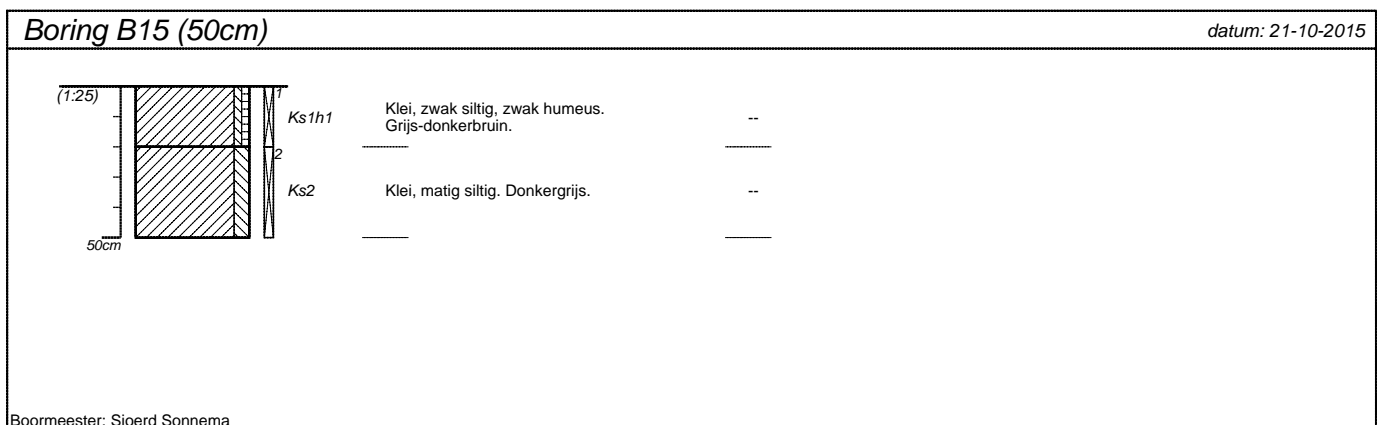 Boring B15 (50cm)
datum: 21-10-2015
(1:25)
1
Ks1h1
Klei, zwak siltig, zwak humeus.
Grijs-donkerbruin.
--
2
Ks2
Klei, matig siltig. Donkergrijs.
--
50cm
Boormeester: Sjoerd Sonnema